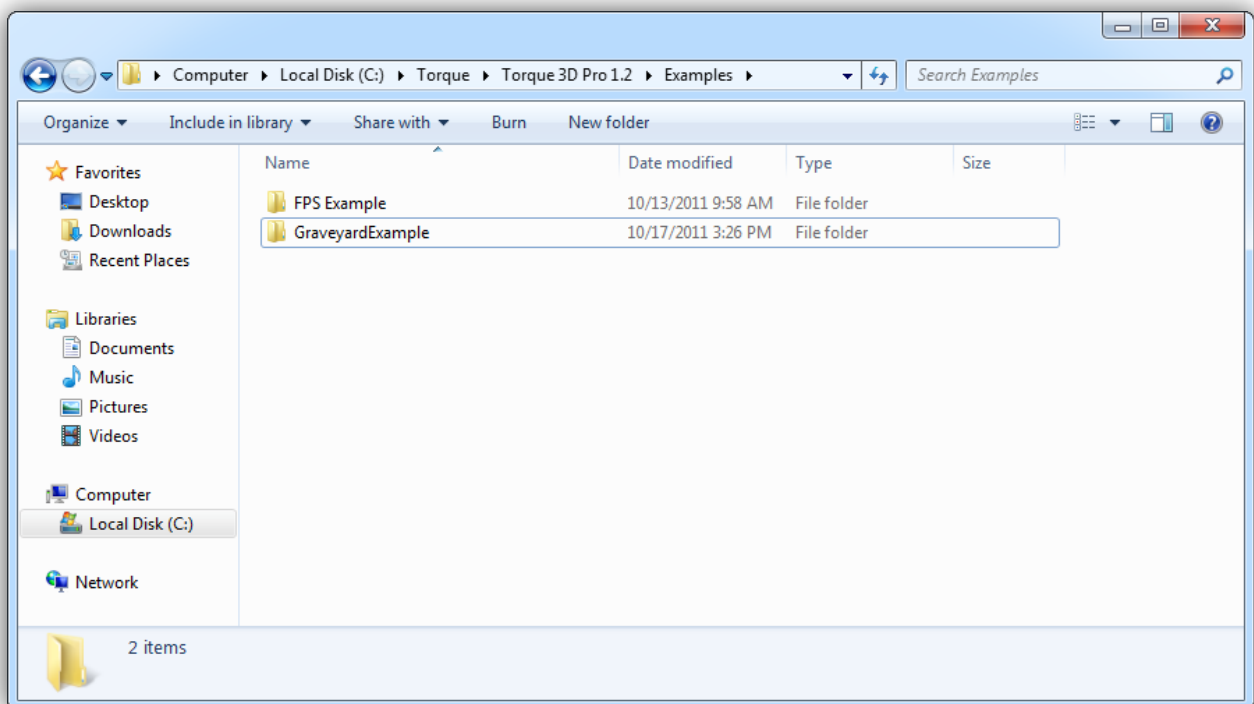 Computer Local Disk (C:) Torque Torque 3D Pro 1.2 Examples Search Examples
Organize Include in library Share with Burn New folder
Name Date modified Type Size
Favorites
Desktop
Downloads
Recent Places
Libraries
Documents
Music
Pictures
Videos
Computer
Local Disk (C:)
Network
FPS Example 10/13/2011 9:58 AM File folder
GraveyardExample 10/17/2011 3:26 PM File folder
2 items